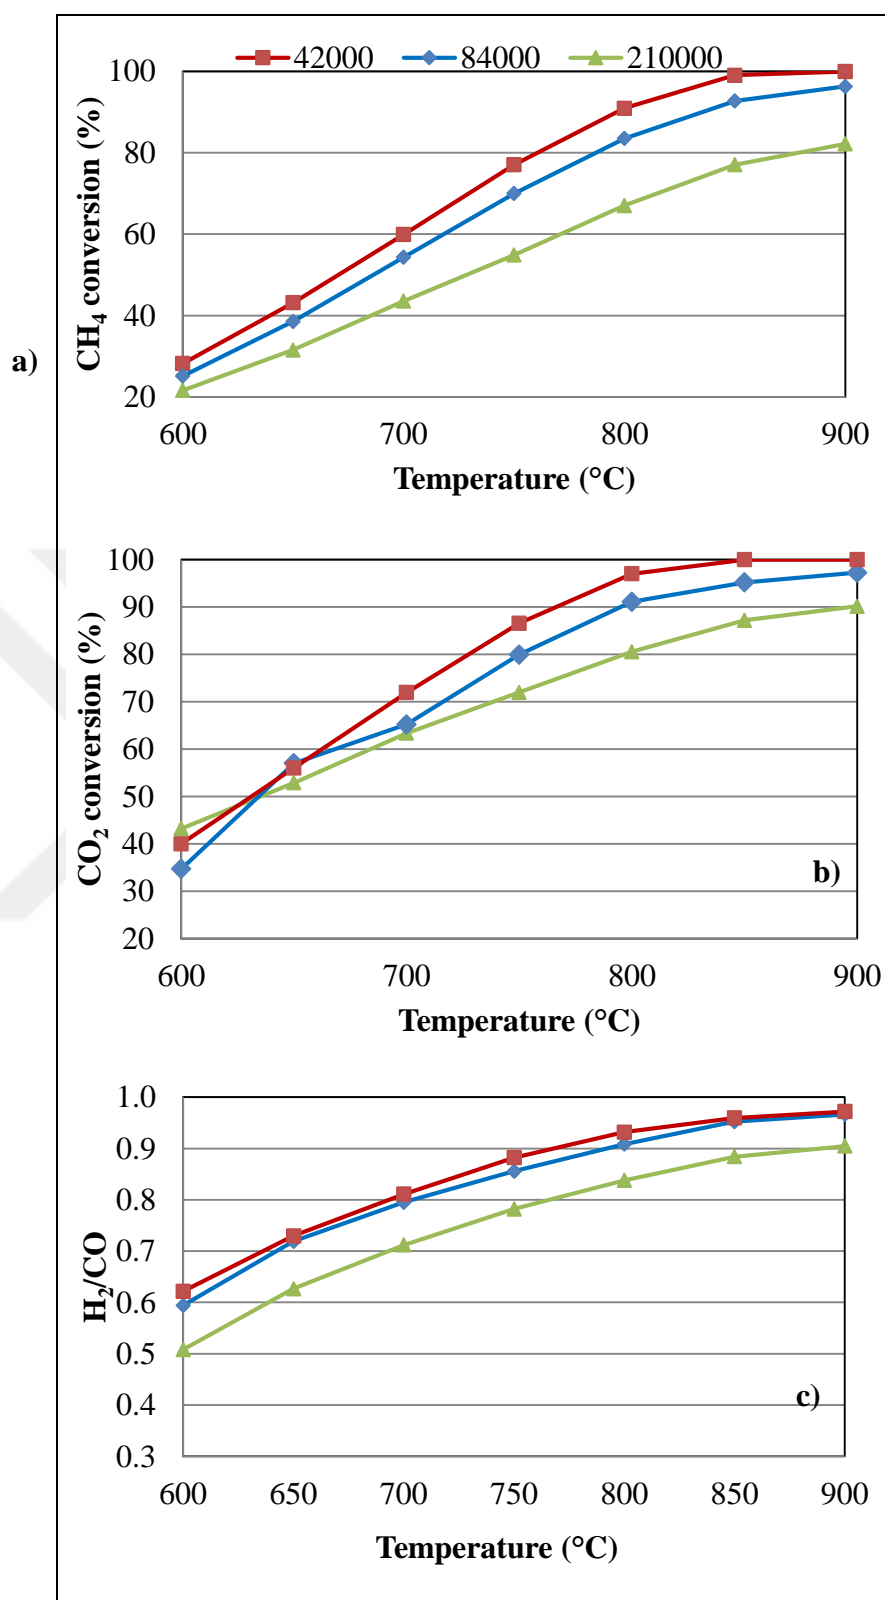 42000 84000 210000
100
80
60
40
20
CH₄ conversion (%)
a)
600 700 800 900
Temperature (°C)
100
90
80
70
60
50
40
30
20
CO₂ conversion (%)
b)
600 700 800 900
Temperature (°C)
1.0
0.9
0.8
0.7
0.6
0.5
0.4
0.3
H₂/CO
c)
600 650 700 750 800 850 900
Temperature (°C)